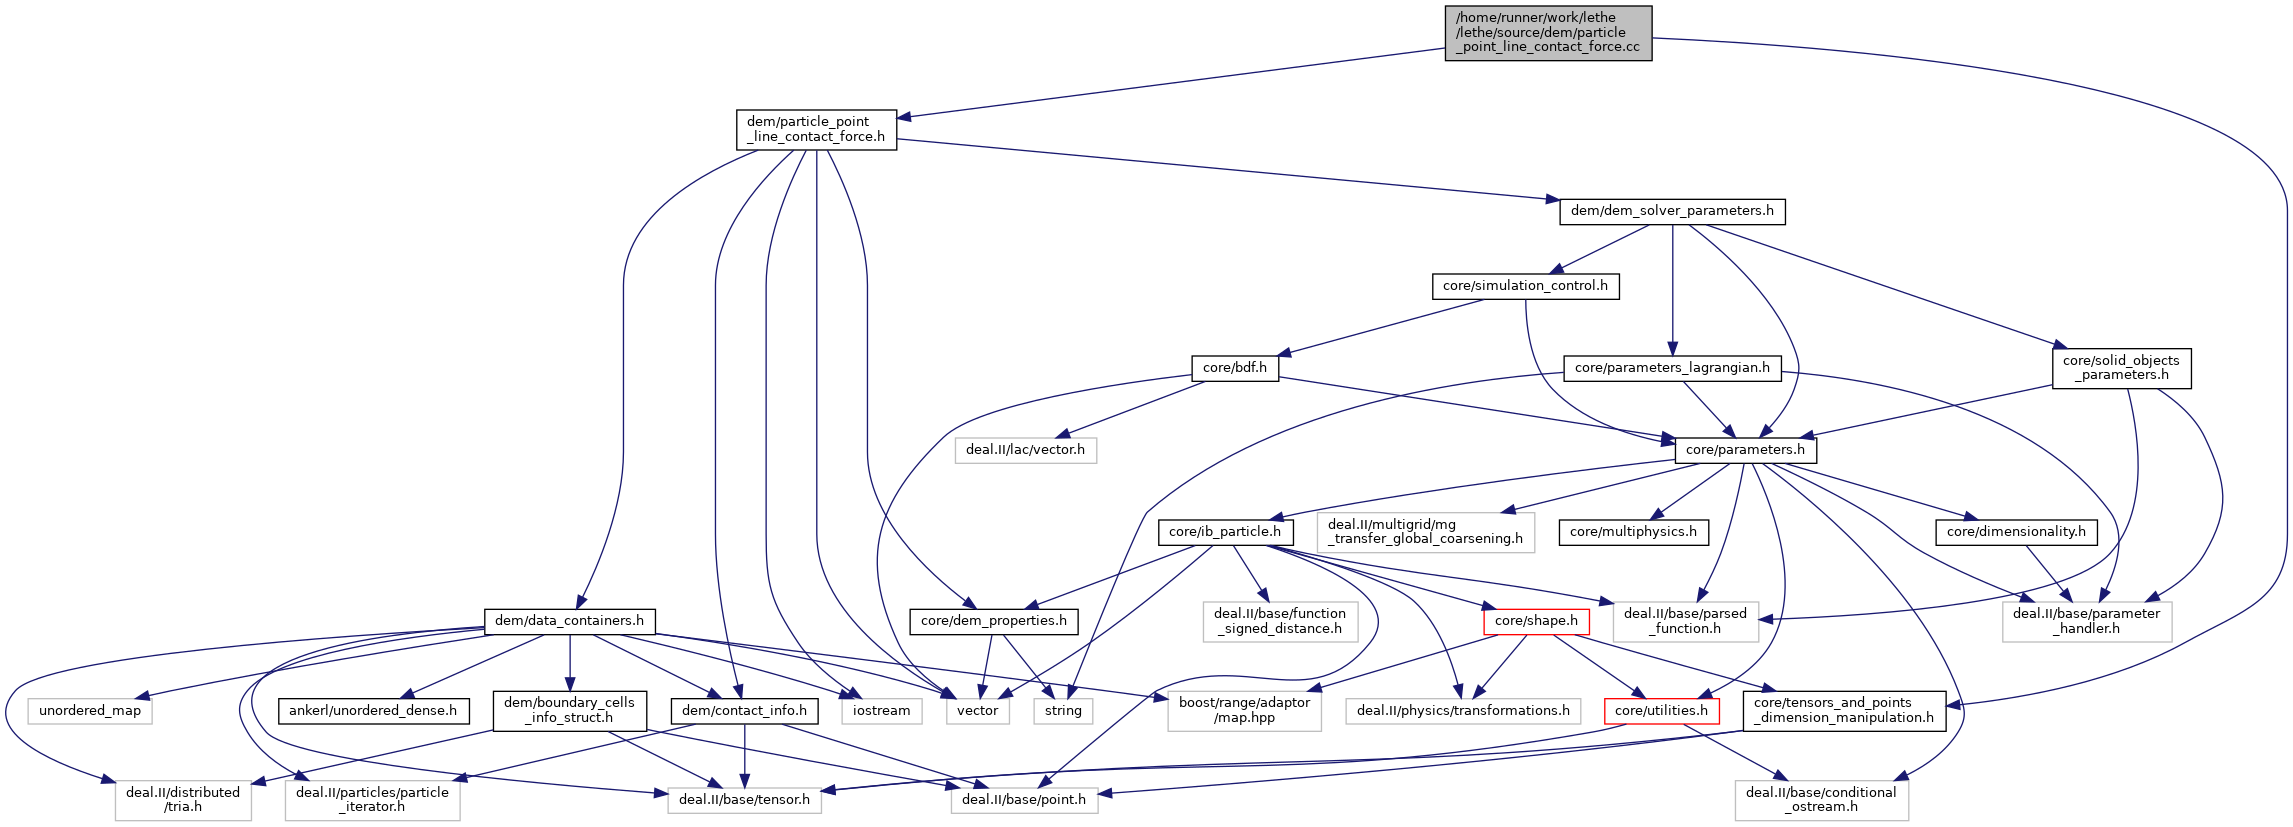 /home/runner/work/lethe
/lethe/source/dem/particle
_point_line_contact_force.cc
dem/particle_point
_line_contact_force.h
dem/dem_solver_parameters.h
core/simulation_control.h
core/bdf.h
core/parameters_lagrangian.h
core/solid_objects
_parameters.h
deal.II/lac/vector.h
core/parameters.h
core/ib_particle.h
deal.II/multigrid/mg
_transfer_global_coarsening.h
core/multiphysics.h
core/dimensionality.h
dem/data_containers.h
core/dem_properties.h
deal.II/base/function
_signed_distance.h
core/shape.h
deal.II/base/parsed
_function.h
deal.II/base/parameter
_handler.h
unordered_map
ankerl/unordered_dense.h
dem/boundary_cells
_info_struct.h
dem/contact_info.h
iostream
vector
string
boost/range/adaptor
/map.hpp
deal.II/physics/transformations.h
core/utilities.h
core/tensors_and_points
_dimension_manipulation.h
deal.II/distributed
/tria.h
deal.II/particles/particle
_iterator.h
deal.II/base/tensor.h
deal.II/base/point.h
deal.II/base/conditional
_ostream.h